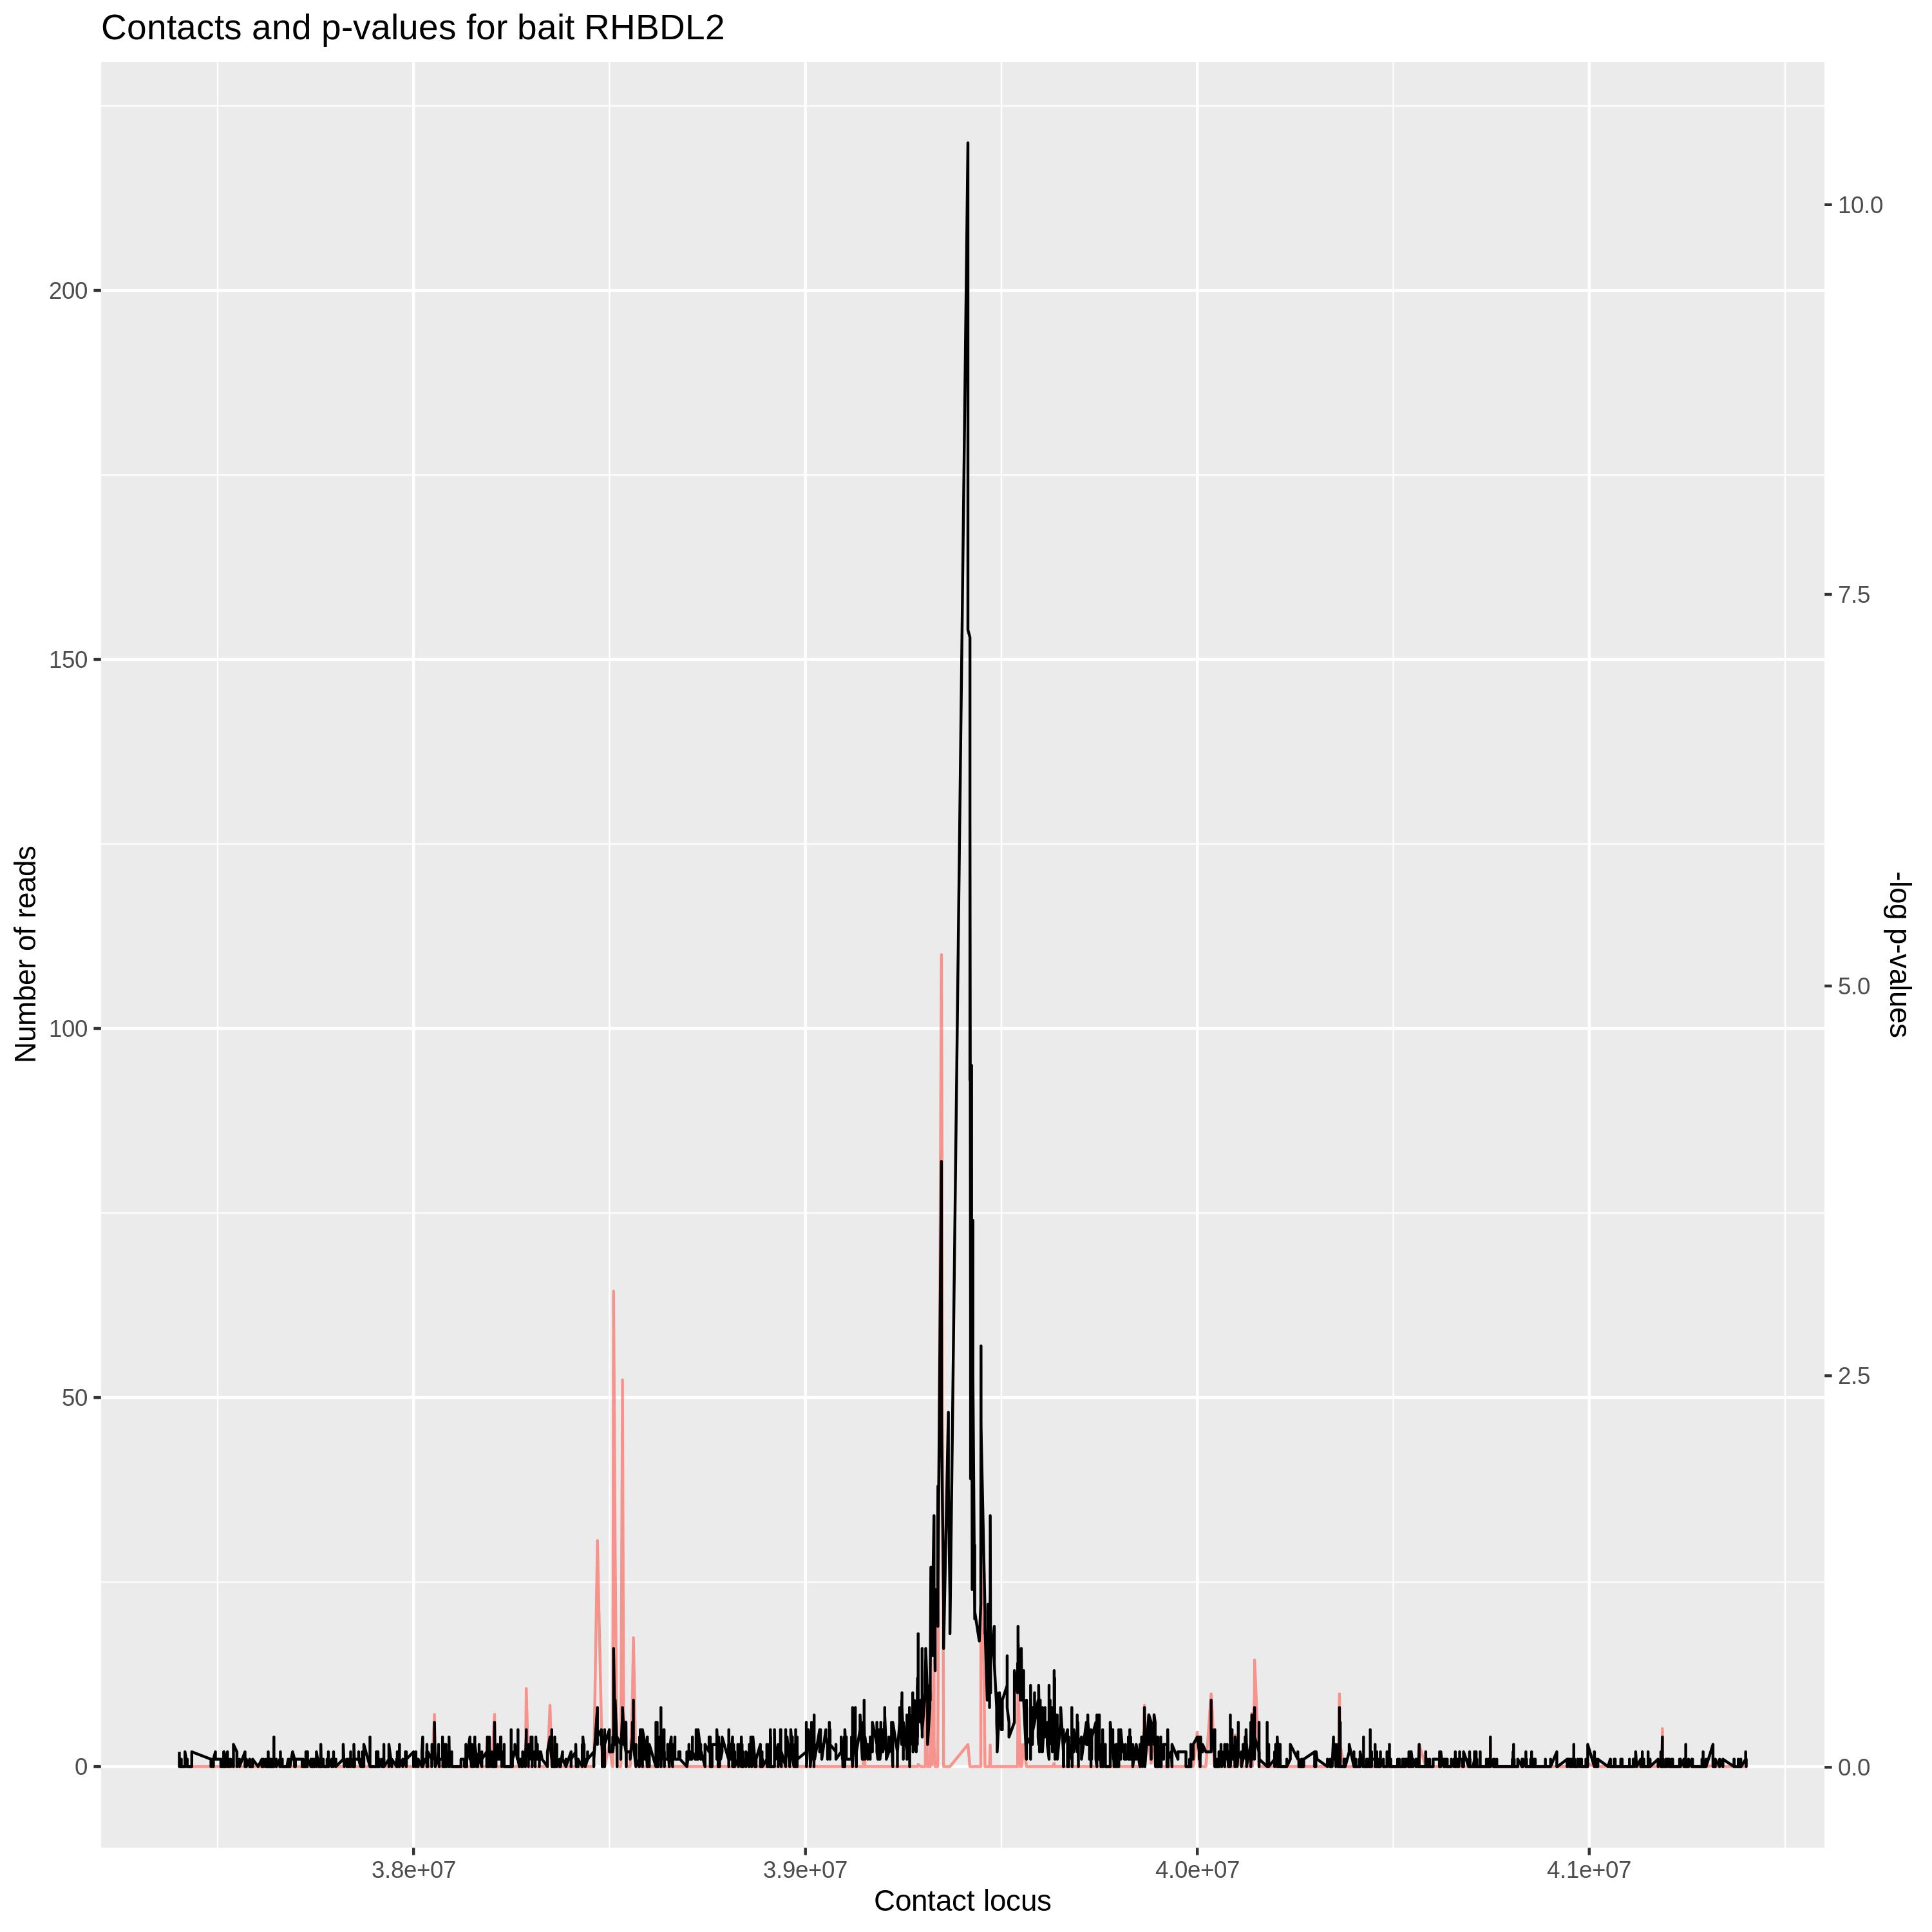 Contacts and p-values for bait RHBDL2
Number of reads
200
150
100
50
0
10.0
7.5
5.0
2.5
0.0
-log p-values
3.8e+07 3.9e+07 4.0e+07 4.1e+07
Contact locus